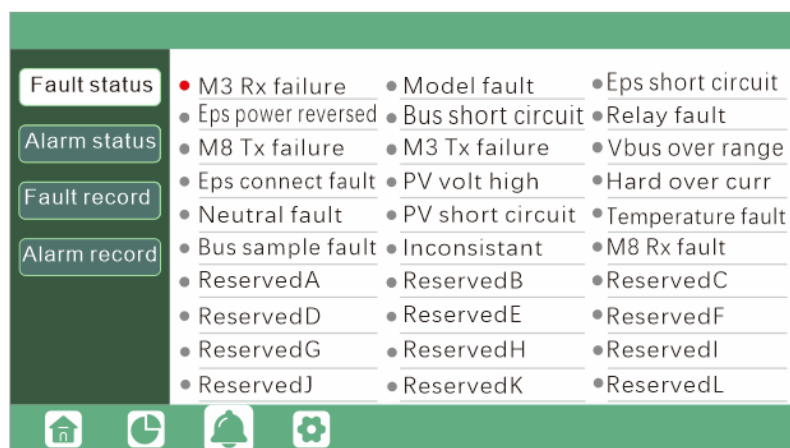 Fault status
Alarm status
Fault record
Alarm record
M3 Rx failure Model fault Eps short circuit
Eps power reversed Bus short circuit Relay fault
M8 Tx failure M3 Tx failure Vbus over range
Eps connect fault PV volt high Hard over curr
Neutral fault PV short circuit Temperature fault
Bus sample fault Inconsistant M8 Rx fault
ReservedA ReservedB ReservedC
ReservedD ReservedE ReservedF
ReservedG ReservedH ReservedI
ReservedJ ReservedK ReservedL